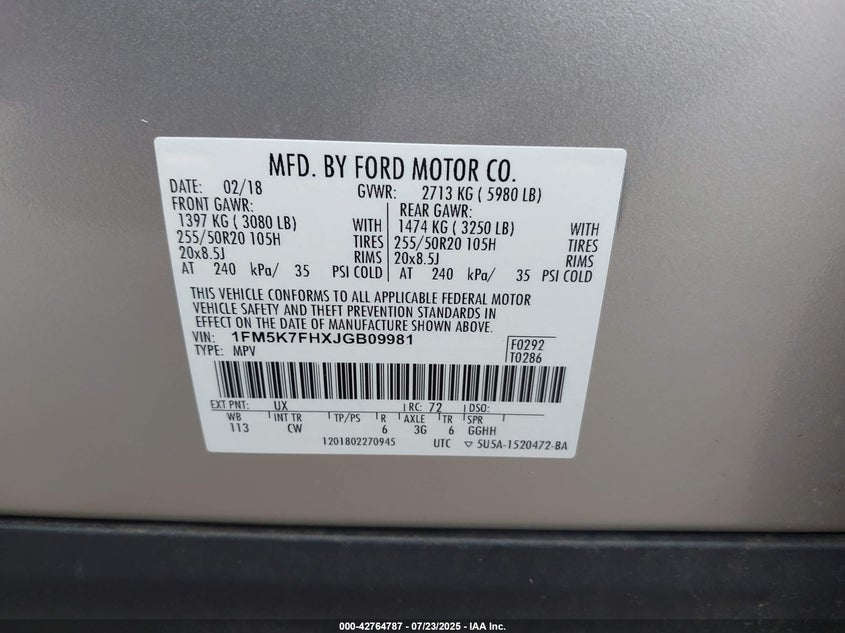 MFD. BY FORD MOTOR CO.
DATE: 02/18 GVWR: 2713 KG ( 5980 LB)
FRONT GAWR: REAR GAWR:
1397 KG ( 3080 LB) WITH 1474 KG ( 3250 LB) WITH
255/50R20 105H TIRES 255/50R20 105H TIRES
20x8.5J RIMS 20x8.5J RIMS
AT 240 kPa/ 35 PSI COLD AT 240 kPa/ 35 PSI COLD
THIS VEHICLE CONFORMS TO ALL APPLICABLE FEDERAL MOTOR
VEHICLE SAFETY AND THEFT PREVENTION STANDARDS IN
EFFECT ON THE DATE OF MANUFACTURE SHOWN ABOVE.
VIN: 1FM5K7FHXJGB09981 F0292
TYPE: MPV T0286
EXT PNT: UX RC: 72 DSO:
WB INT TR TP/PS R AXLE TR SPR
113 CW 6 3G 6 GGHH
1201802270945 UTC ▽ 5U5A-1520472-BA
000-42764787 - 07/23/2025 - IAA Inc.